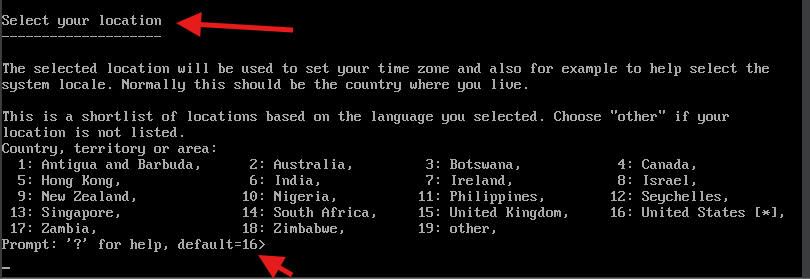 Select your location
--------------------
The selected location will be used to set your time zone and also for example to help select the
system locale. Normally this should be the country where you live.
This is a shortlist of locations based on the language you selected. Choose "other" if your
location is not listed.
Country, territory or area:
1: Antigua and Barbuda, 2: Australia, 3: Botswana, 4: Canada,
5: Hong Kong, 6: India, 7: Ireland, 8: Israel,
9: New Zealand, 10: Nigeria, 11: Philippines, 12: Seychelles,
13: Singapore, 14: South Africa, 15: United Kingdom, 16: United States [*],
17: Zambia, 18: Zimbabwe, 19: other,
Prompt: '?' for help, default=16>